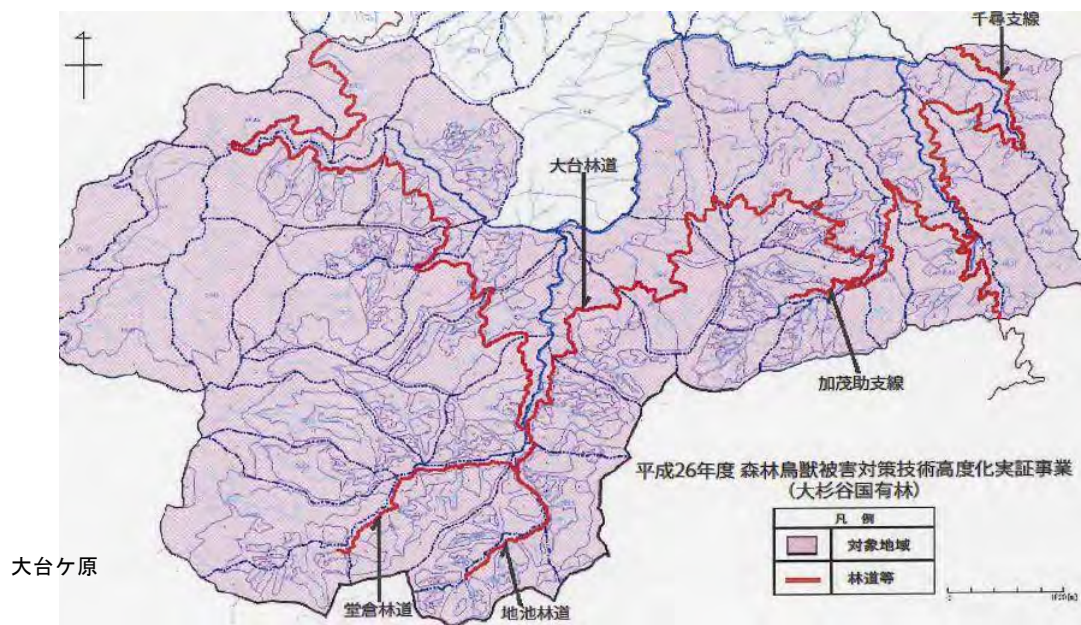 千尋支線
大台林道
加茂助支線
平成26年度 森林鳥獣被害対策技術高度化実証事業
(大杉谷国有林)
凡 例
対象地域
林道等
大台ケ原
堂倉林道
地池林道